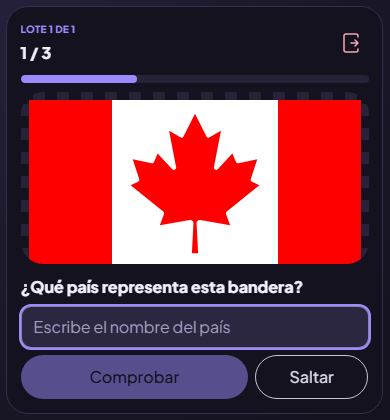 LOTE 1 DE 1
1 / 3
¿Qué país representa esta bandera?
Escribe el nombre del país
Comprobar
Saltar